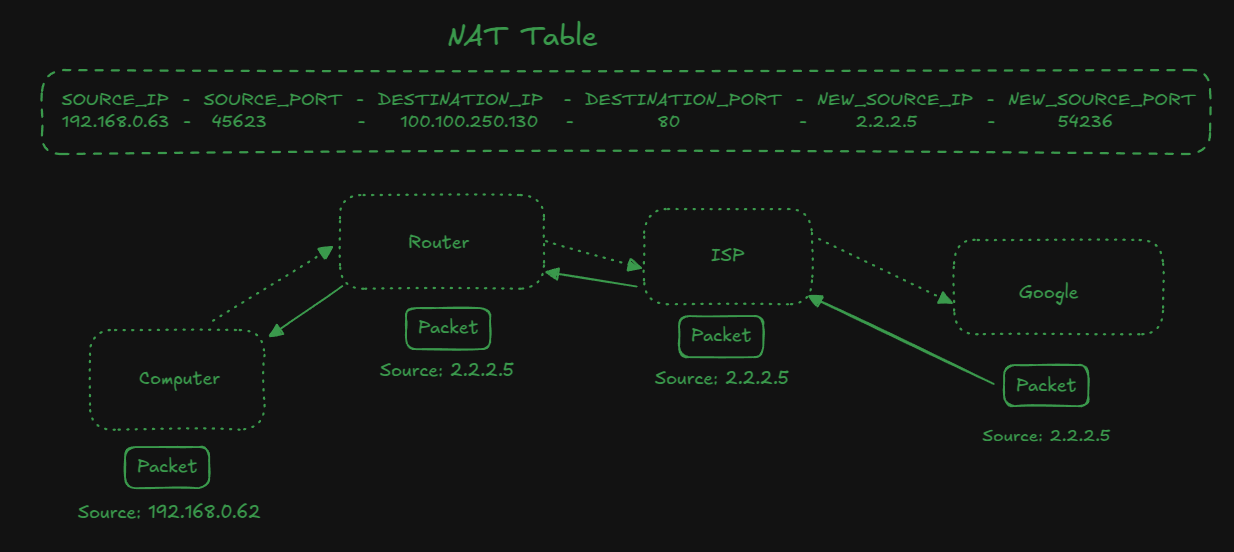 NAT Table
SOURCE_IP - SOURCE_PORT - DESTINATION_IP - DESTINATION_PORT - NEW_SOURCE_IP - NEW_SOURCE_PORT
192.168.0.63 - 45623 - 100.100.250.130 - 80 - 2.2.2.5 - 54236
Router
ISP
Google
Computer
Packet
Source: 2.2.2.5
Packet
Source: 2.2.2.5
Packet
Source: 2.2.2.5
Packet
Source: 192.168.0.62